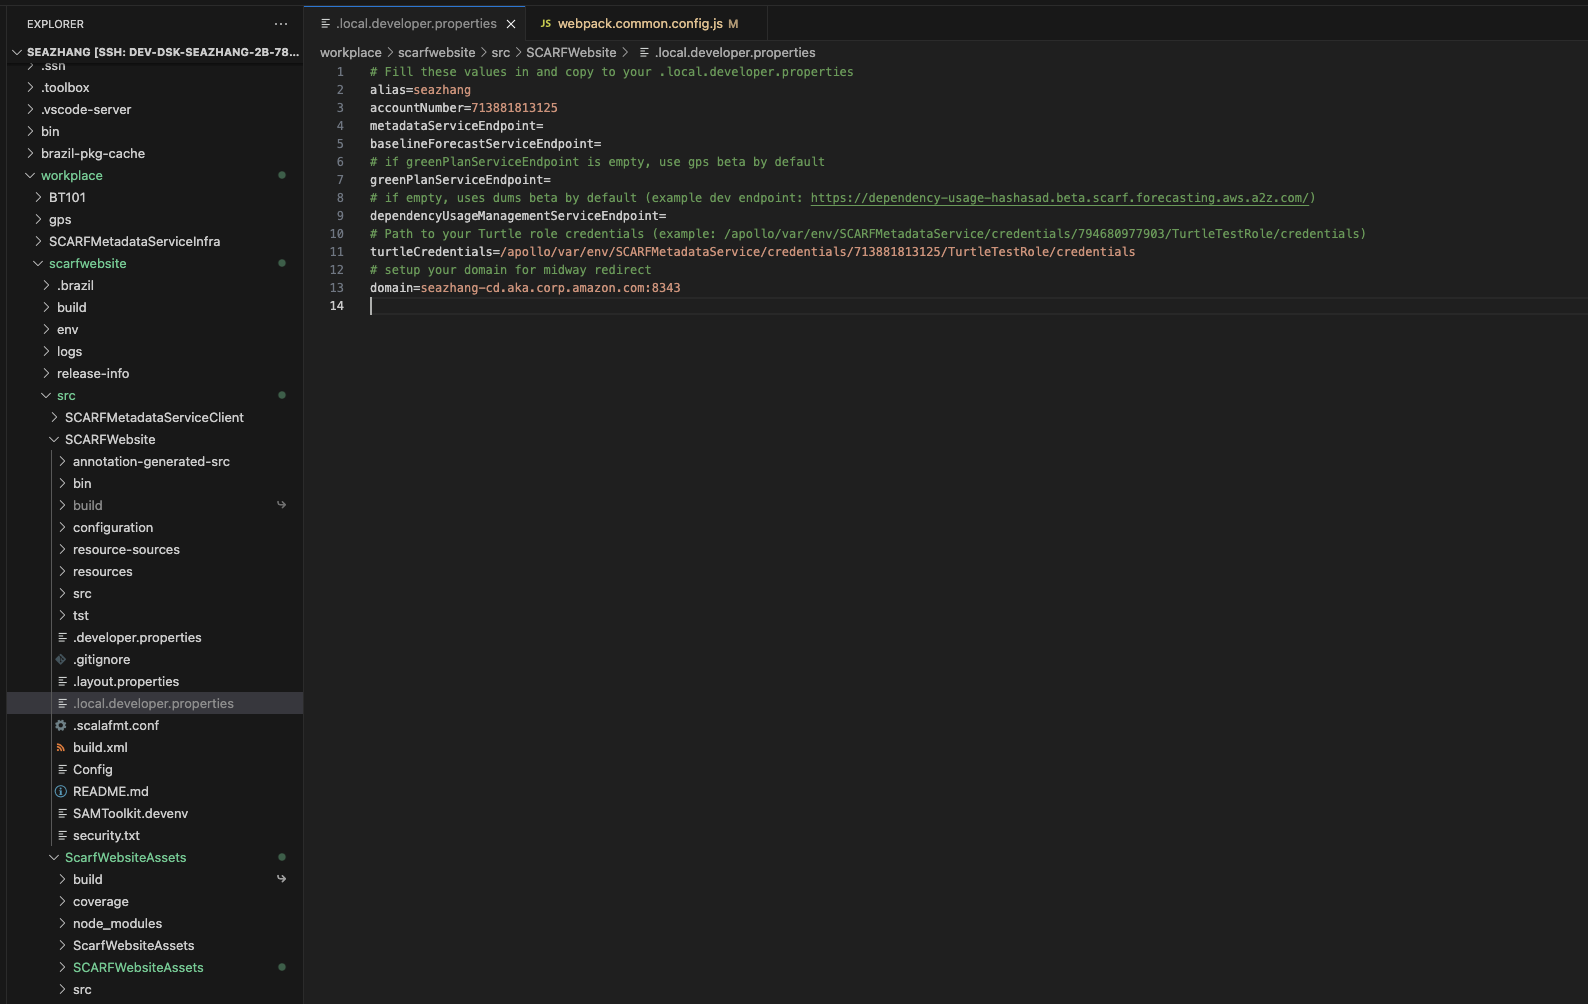 EXPLORER
SEAZHANG [SSH: DEV-DSK-SEAZHANG-2B-78...
.ssh
.toolbox
.vscode-server
bin
brazil-pkg-cache
workplace
BT101
gps
SCARFMetadataServiceInfra
scarfwebsite
.brazil
build
env
logs
release-info
src
SCARFMetadataServiceClient
SCARFWebsite
annotation-generated-src
bin
build
configuration
resource-sources
resources
src
tst
.developer.properties
.gitignore
.layout.properties
.local.developer.properties
.scalafmt.conf
build.xml
Config
README.md
SAMToolkit.devenv
security.txt
ScarfWebsiteAssets
build
coverage
node_modules
ScarfWebsiteAssets
SCARFWebsiteAssets
src
.local.developer.properties
JS webpack.common.config.js M
workplace > scarfwebsite > src > SCARFWebsite > .local.developer.properties
1 # Fill these values in and copy to your .local.developer.properties
2 alias=seazhang
3 accountNumber=713881813125
4 metadataServiceEndpoint=
5 baselineForecastServiceEndpoint=
6 # if greenPlanServiceEndpoint is empty, use gps beta by default
7 greenPlanServiceEndpoint=
8 # if empty, uses dums beta by default (example dev endpoint: https://dependency-usage-hashasad.beta.scarf.forecasting.aws.a2z.com/)
9 dependencyUsageManagementServiceEndpoint=
10 # Path to your Turtle role credentials (example: /apollo/var/env/SCARFMetadataService/credentials/794680977903/TurtleTestRole/credentials)
11 turtleCredentials=/apollo/var/env/SCARFMetadataService/credentials/713881813125/TurtleTestRole/credentials
12 # setup your domain for midway redirect
13 domain=seazhang-cd.aka.corp.amazon.com:8343
14